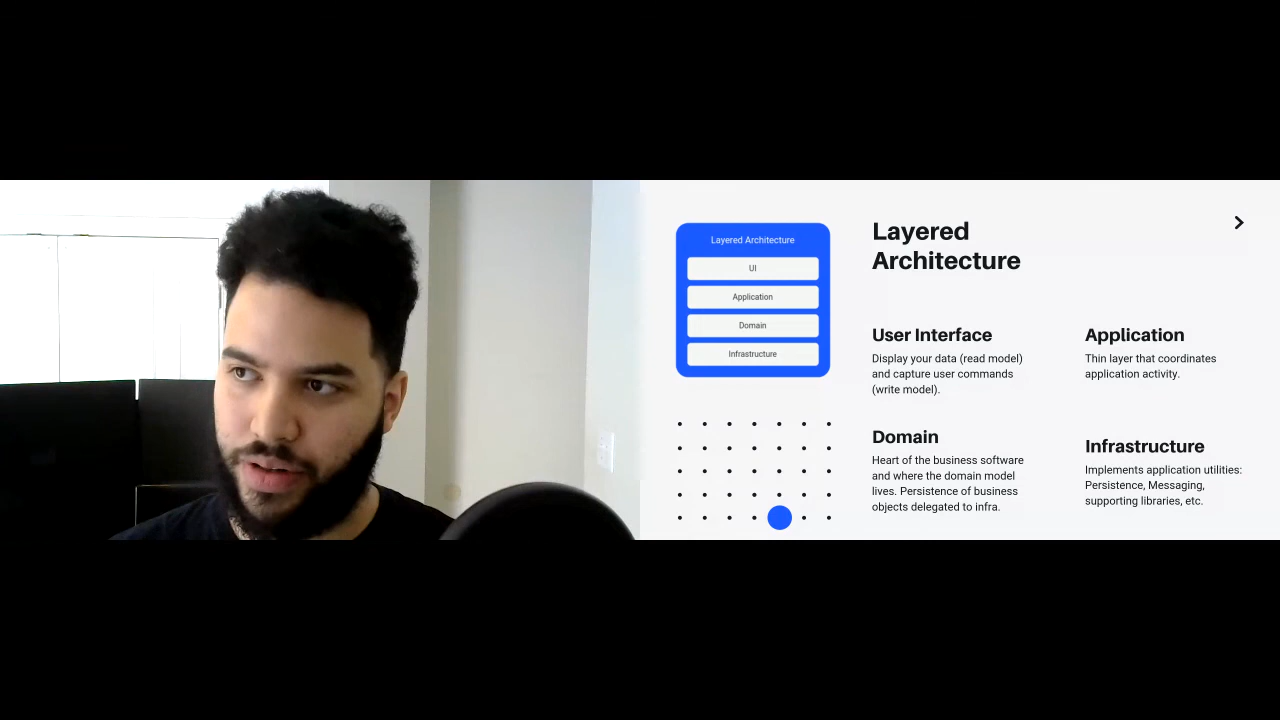 Layered Architecture
UI
Application
Domain
Infrastructure
Layered
Architecture
User Interface
Display your data (read model)
and capture user commands
(write model).
Application
Thin layer that coordinates
application activity.
Domain
Heart of the business software
and where the domain model
lives. Persistence of business
objects delegated to infra.
Infrastructure
Implements application utilities:
Persistence, Messaging,
supporting libraries, etc.